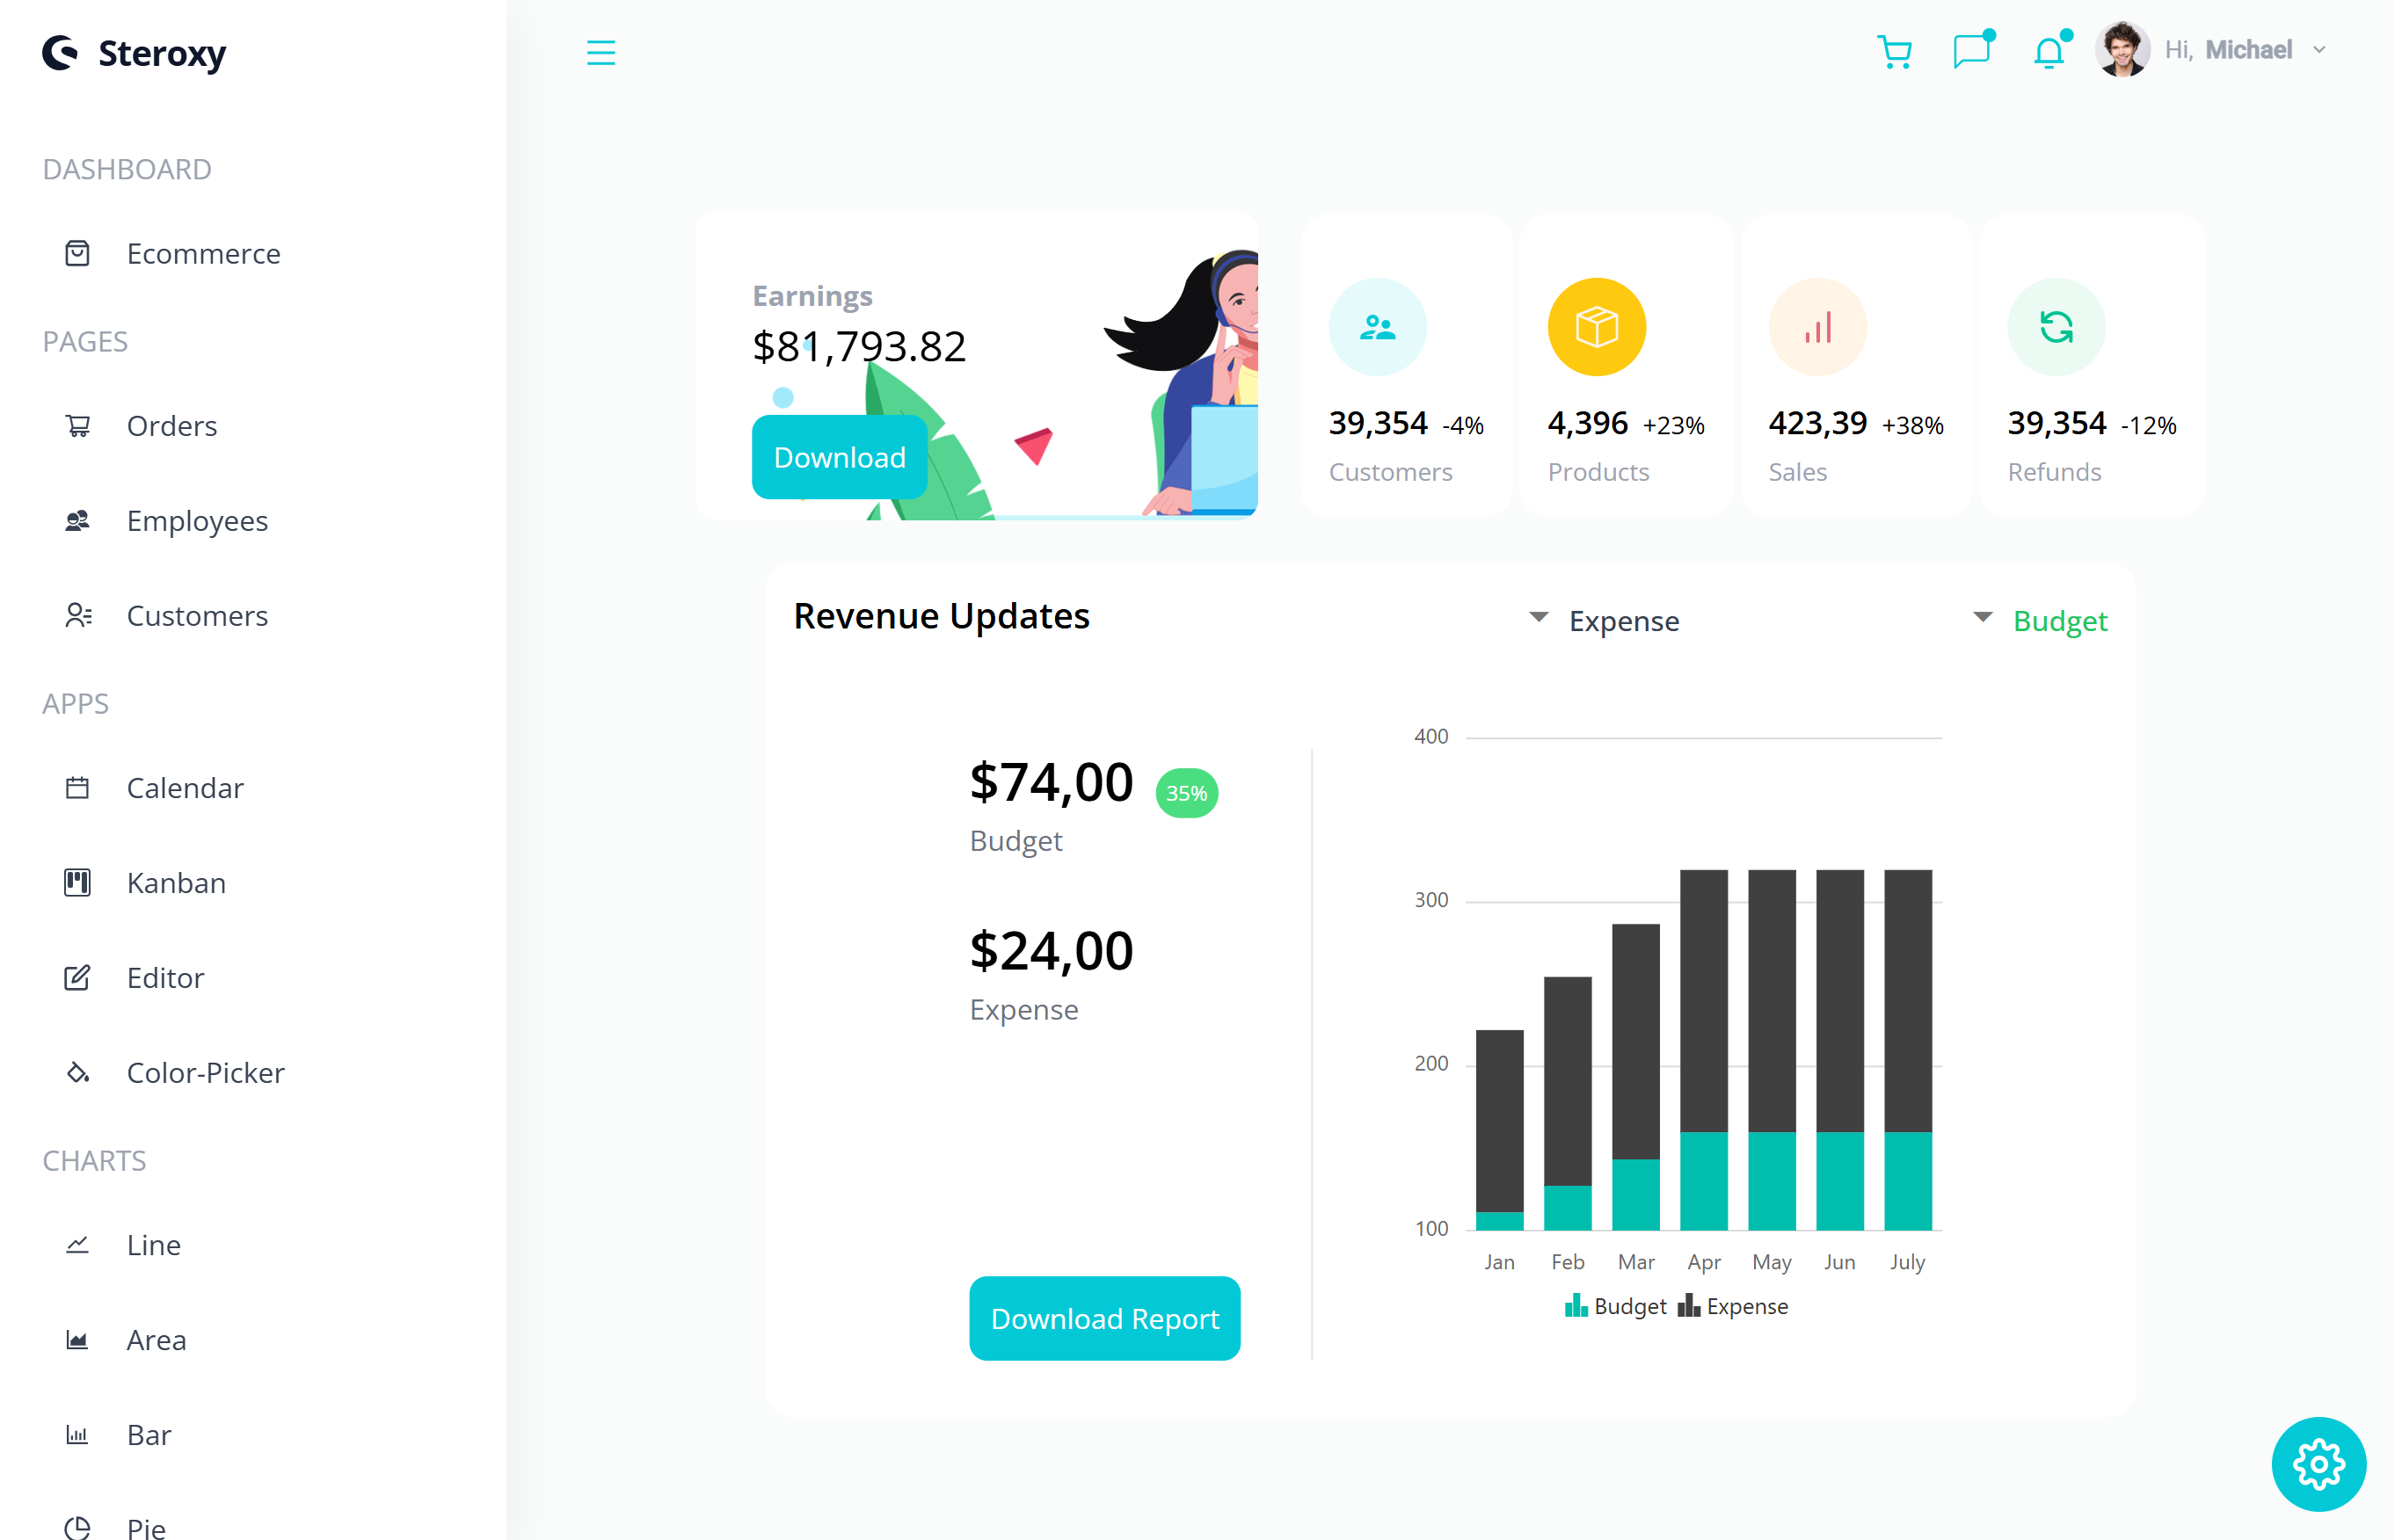 Steroxy
DASHBOARD
Ecommerce
PAGES
Orders
Employees
Customers
APPS
Calendar
Kanban
Editor
Color-Picker
CHARTS
Line
Area
Bar
Pie
Hi, Michael
Earnings
$81,793.82
Download
39,354 -4%
Customers
4,396 +23%
Products
423,39 +38%
Sales
39,354 -12%
Refunds
Revenue Updates
Expense
Budget
$74,00 35%
Budget
$24,00
Expense
Download Report
400
300
200
100
Jan Feb Mar Apr May Jun July
Budget Expense